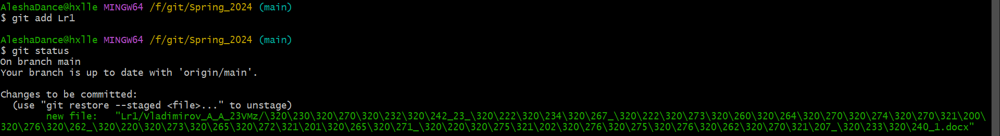 AleshaDance@hxlle MINGW64 /f/git/Spring_2024 (main)
$ git add Lr1
AleshaDance@hxlle MINGW64 /f/git/Spring_2024 (main)
$ git status
On branch main
Your branch is up to date with 'origin/main'.
Changes to be committed:
  (use "git restore --staged <file>..." to unstage)
        new file:   "Lr1/Vladimirov_A_A_23VMz/\320\230\320\270\320\232\320\242_23_\320\222\320\234\320\267_\320\222\320\273\320\260\320\264\320\270\320\274\320\270\321\200\
320\276\320\262_\320\220\320\273\320\265\320\272\321\201\320\265\320\271_\320\220\320\275\321\202\320\276\320\275\320\276\320\262\320\270\321\207_\320\233\320\240_1.docx"